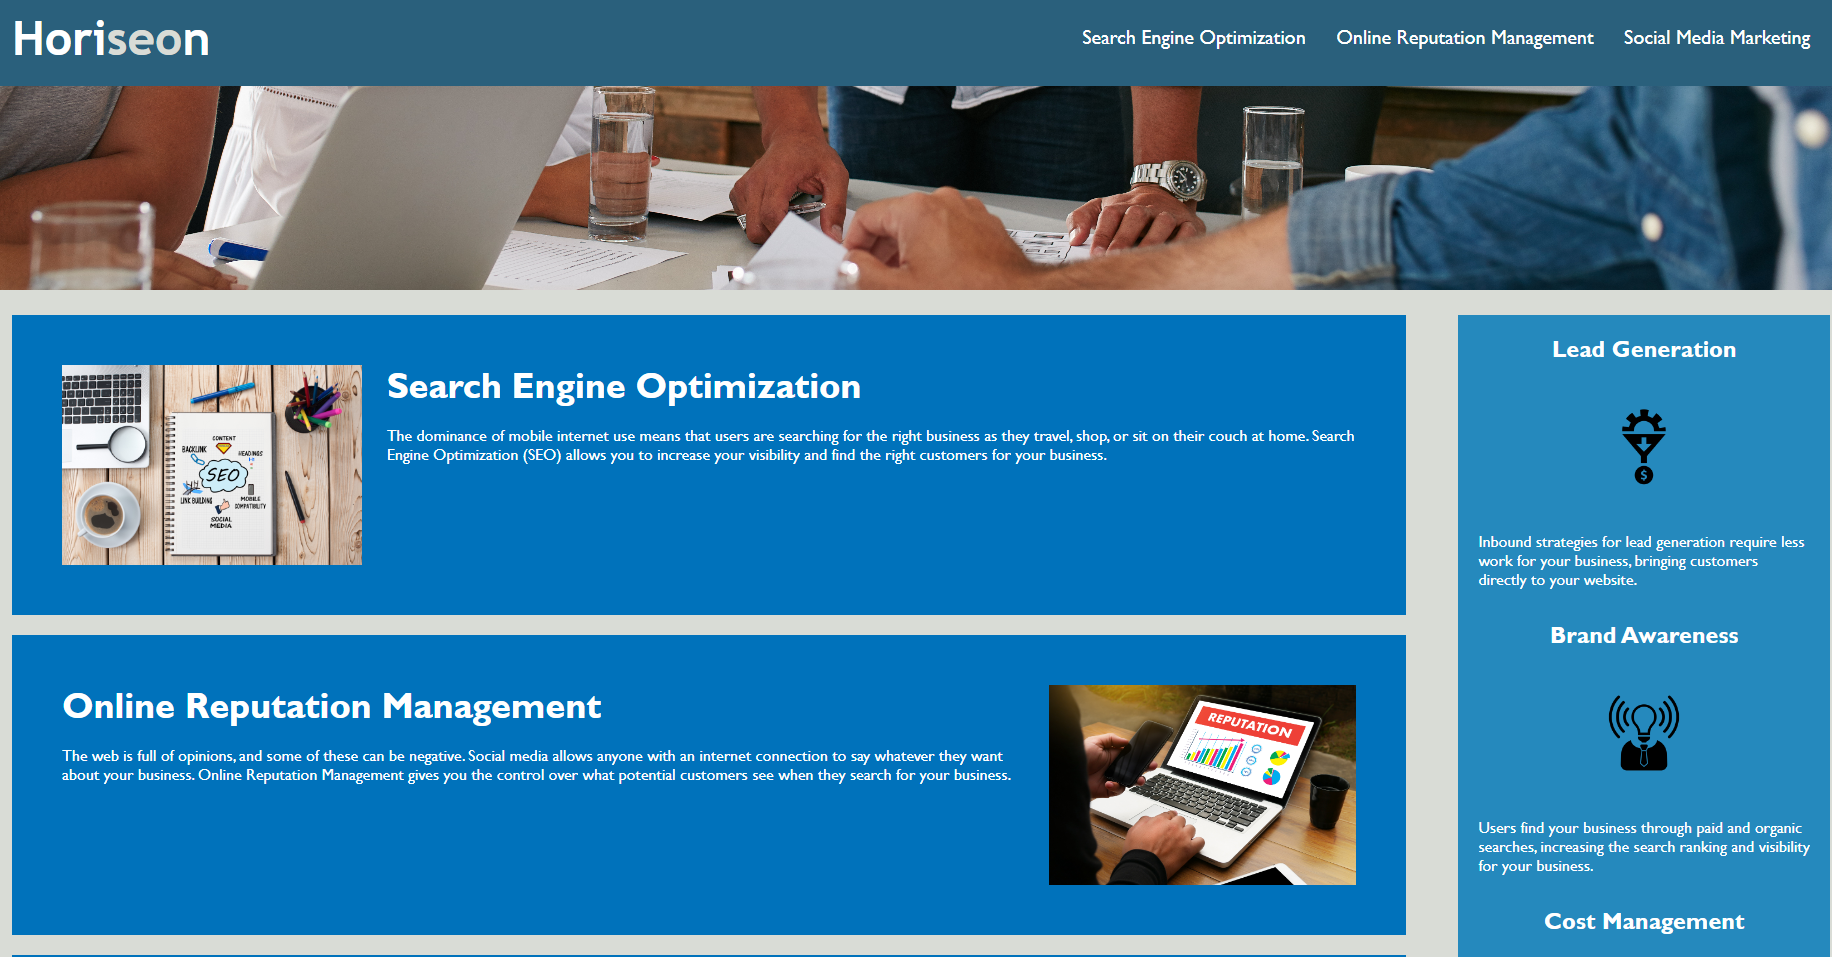 Horiseon
Search Engine Optimization
Online Reputation Management
Social Media Marketing
CONTENT
BACKLINK
HEADINGS
SEO
LINK BUILDING
MOBILE
COMPATIBILITY
SOCIAL
MEDIA
Search Engine Optimization
The dominance of mobile internet use means that users are searching for the right business as they travel, shop, or sit on their couch at home. Search
Engine Optimization (SEO) allows you to increase your visibility and find the right customers for your business.
Online Reputation Management
The web is full of opinions, and some of these can be negative. Social media allows anyone with an internet connection to say whatever they want
about your business. Online Reputation Management gives you the control over what potential customers see when they search for your business.
REPUTATION
Lead Generation
$
Inbound strategies for lead generation require less
work for your business, bringing customers
directly to your website.
Brand Awareness
Users find your business through paid and organic
searches, increasing the search ranking and visibility
for your business.
Cost Management